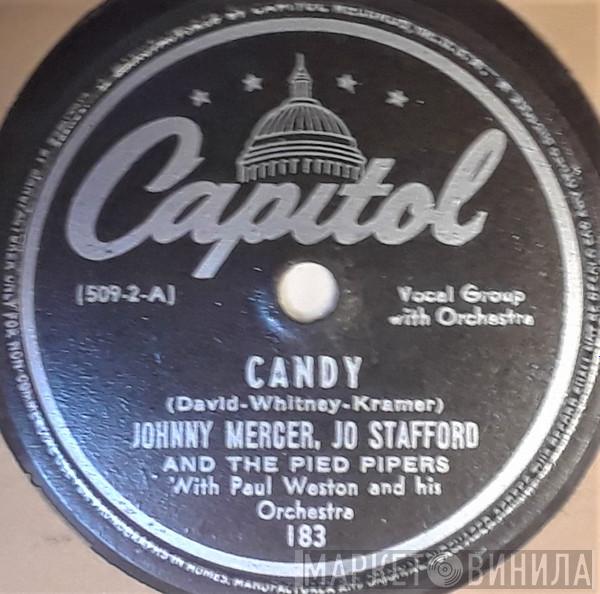 Capitol
(509-2-A)
Vocal Group
with Orchestra
CANDY
(David-Whitney-Kramer)
JOHNNY MERCER, JO STAFFORD
AND THE PIED PIPERS
With Paul Weston and his
Orchestra
183
МАРКЕТ ВИНИЛА